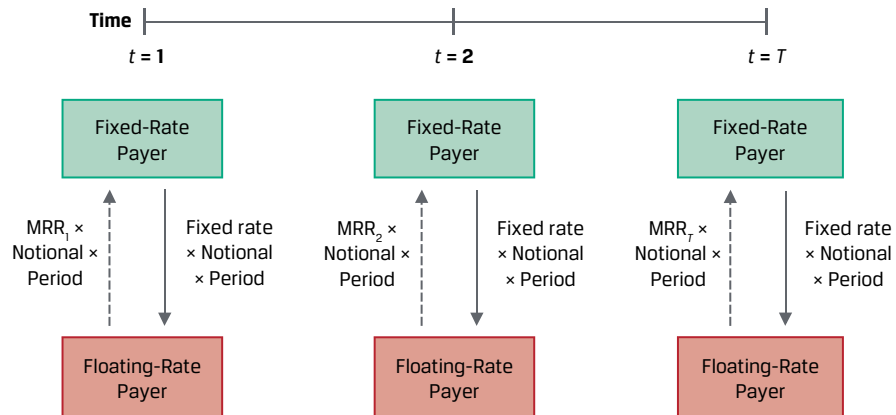 Time
t = 1
t = 2
t = T
Fixed-Rate
Payer
Fixed-Rate
Payer
Fixed-Rate
Payer
MRR₁ ×
Notional ×
Period
Fixed rate
× Notional
× Period
MRR₂ ×
Notional ×
Period
Fixed rate
× Notional
× Period
MRR_T ×
Notional ×
Period
Fixed rate
× Notional
× Period
Floating-Rate
Payer
Floating-Rate
Payer
Floating-Rate
Payer